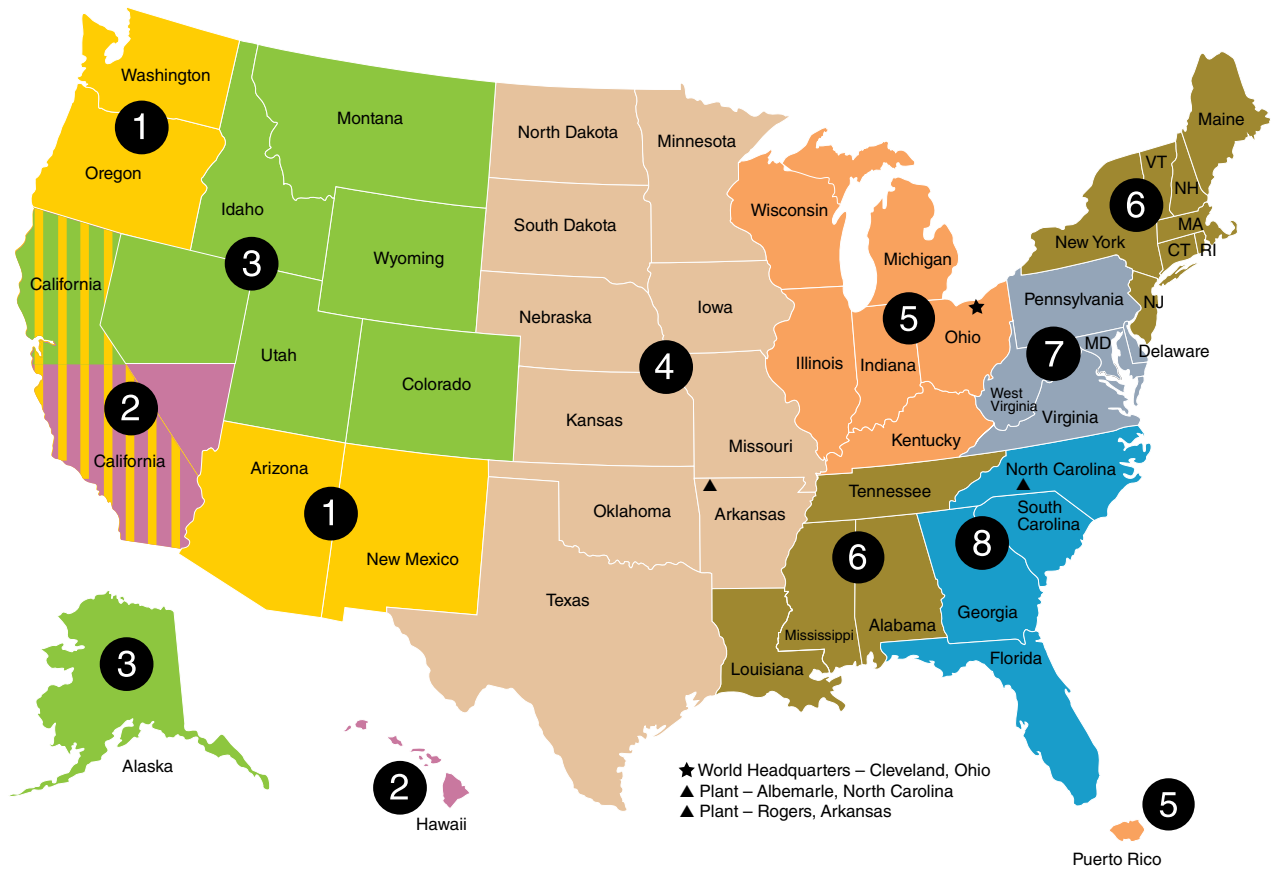 Washington
1
Oregon
Montana
Idaho
3
Wyoming
California
Utah
Colorado
2
California
Arizona
1
New Mexico
North Dakota
Minnesota
South Dakota
Nebraska
Iowa
4
Kansas
Missouri
Oklahoma
Arkansas
Texas
Wisconsin
Michigan
5
Ohio
Illinois
Indiana
Kentucky
Maine
VT
NH
6
MA
New York
CT
RI
NJ
Pennsylvania
7
MD
Delaware
West
Virginia
Virginia
Tennessee
6
Mississippi
Alabama
Louisiana
North Carolina
South
Carolina
8
Georgia
Florida
3
Alaska
2
Hawaii
World Headquarters – Cleveland, Ohio
Plant – Albemarle, North Carolina
Plant – Rogers, Arkansas
5
Puerto Rico